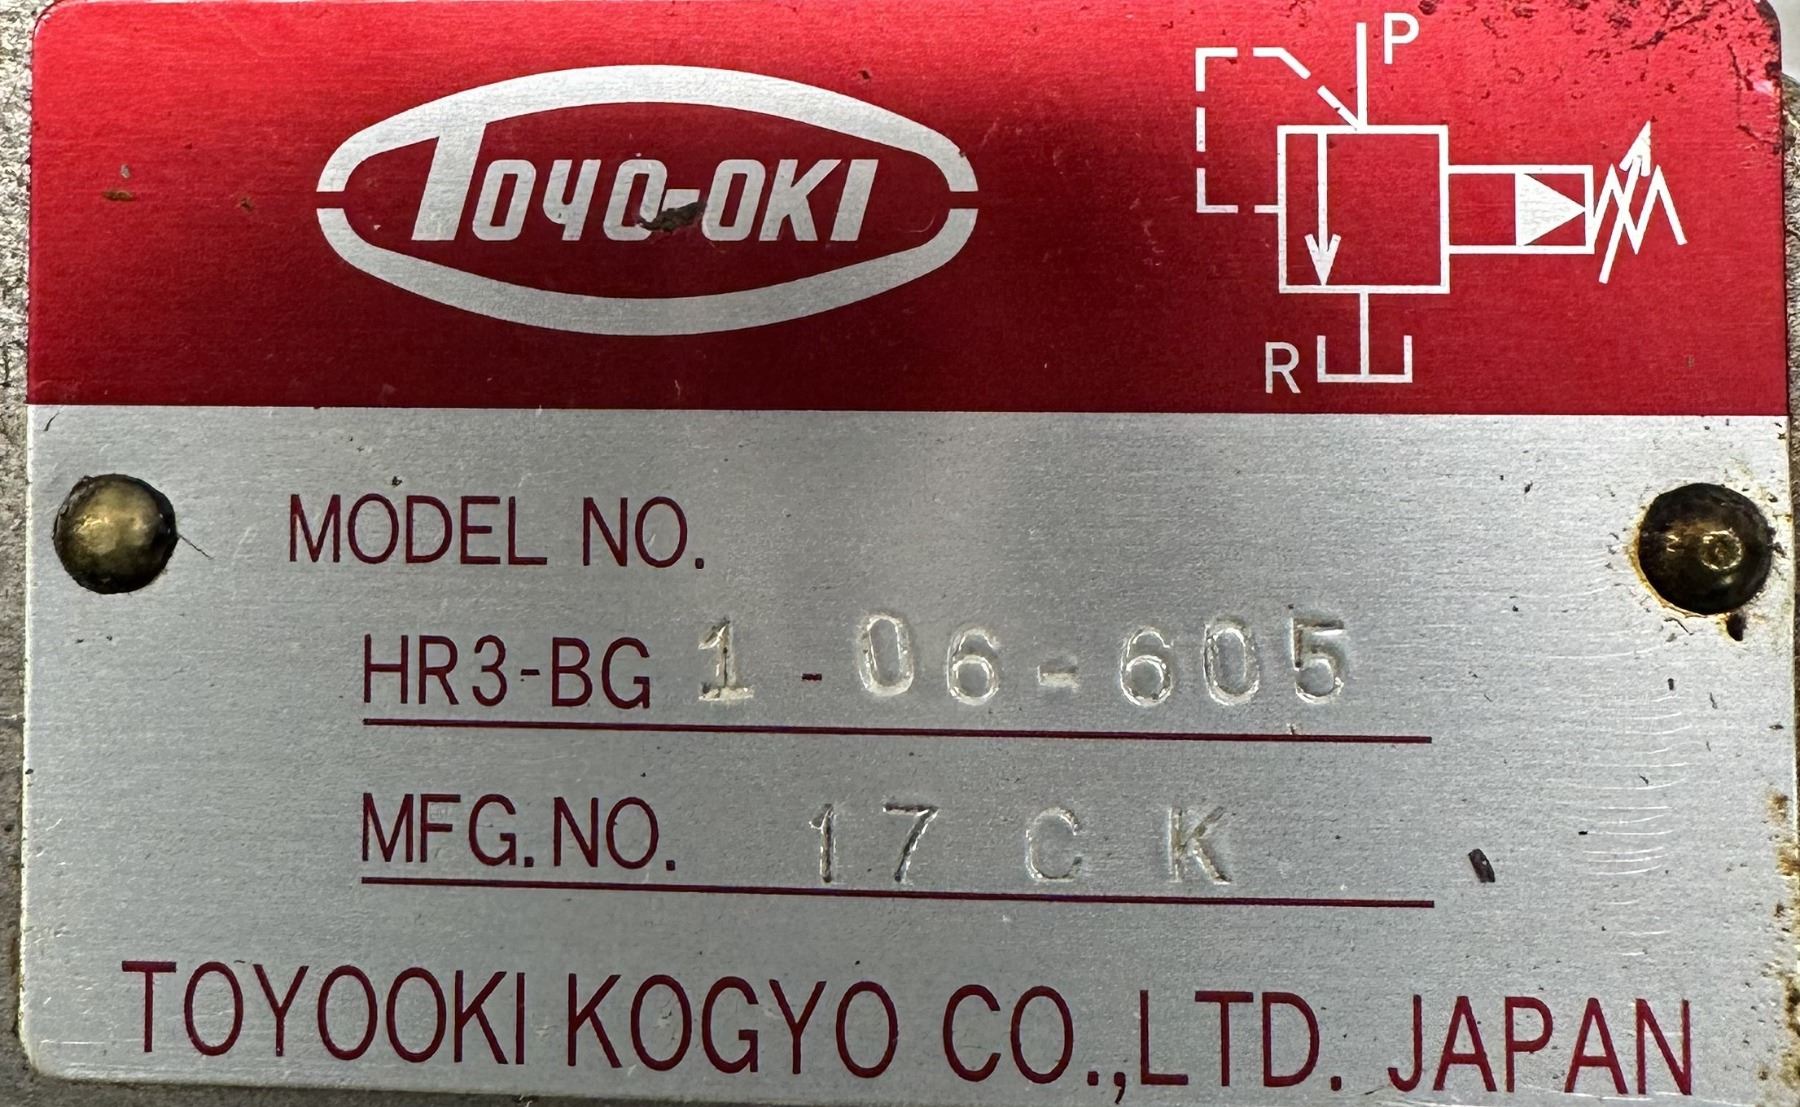 TOYO-OKI
P
R
MODEL NO.
HR3-BG 1 - 06-605
MFG. NO. 17 C K
TOYOOKI KOGYO CO.,LTD. JAPAN